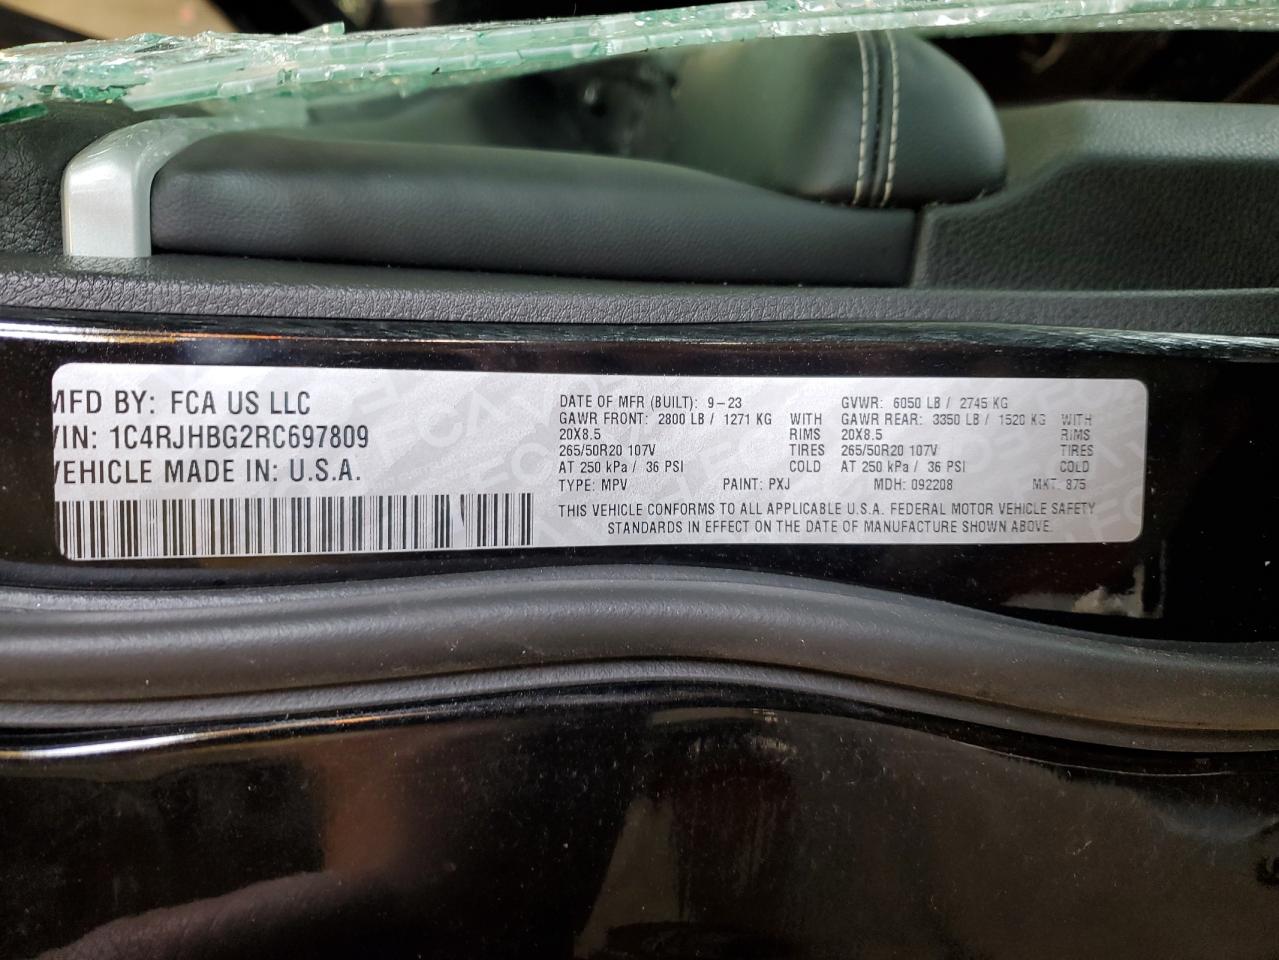 MFD BY: FCA US LLC
VIN: 1C4RJHBG2RC697809
VEHICLE MADE IN: U.S.A.
DATE OF MFR (BUILT): 9-23
GAWR FRONT: 2800 LB / 1271 KG WITH
20X8.5 RIMS
265/50R20 107V TIRES
AT 250 kPa / 36 PSI COLD
TYPE: MPV PAINT: PXJ
GVWR: 6050 LB / 2745 KG
GAWR REAR: 3350 LB / 1520 KG WITH
20X8.5 RIMS
265/50R20 107V TIRES
AT 250 kPa / 36 PSI COLD
MDH: 092208 MKT: 875
THIS VEHICLE CONFORMS TO ALL APPLICABLE U.S.A. FEDERAL MOTOR VEHICLE SAFETY
STANDARDS IN EFFECT ON THE DATE OF MANUFACTURE SHOWN ABOVE.